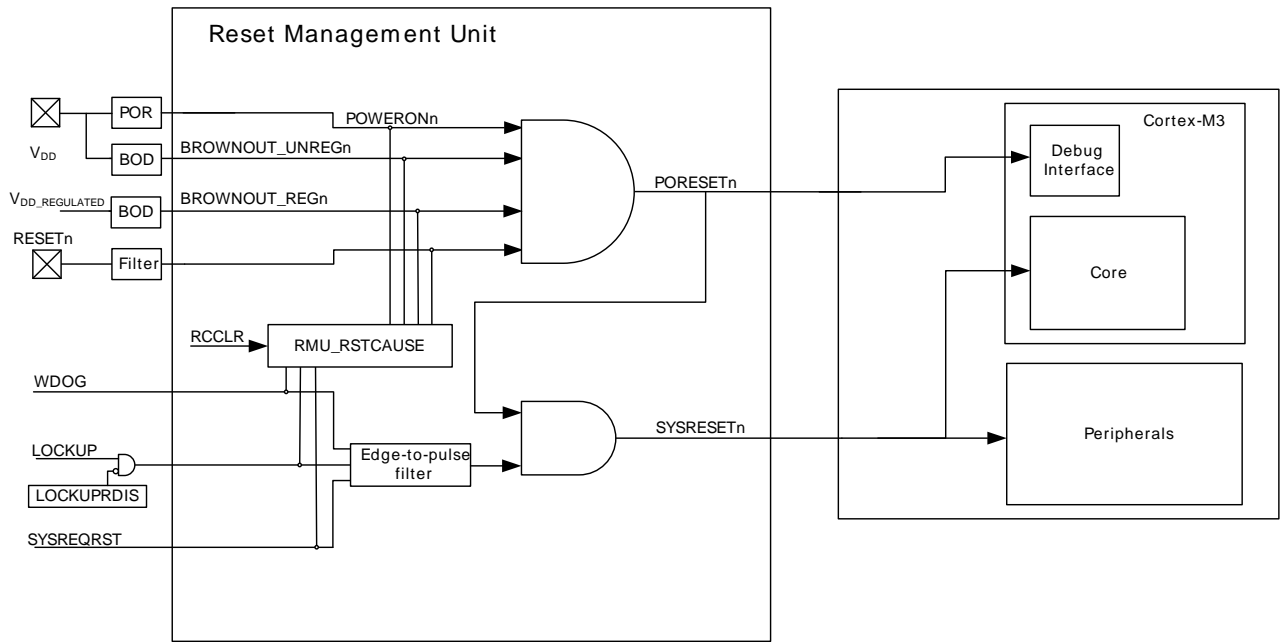 Reset Management Unit
POR
POWERONn
VDD
BOD
BROWNOUT_UNREGn
VDD_REGULATED
BOD
BROWNOUT_REGn
RESETn
Filter
PORESETn
Cortex-M3
Debug
Interface
Core
RCCLR
RMU_RSTCAUSE
WDOG
LOCKUP
LOCKUPRDIS
Edge-to-pulse
filter
SYSREQRST
SYSRESETn
Peripherals